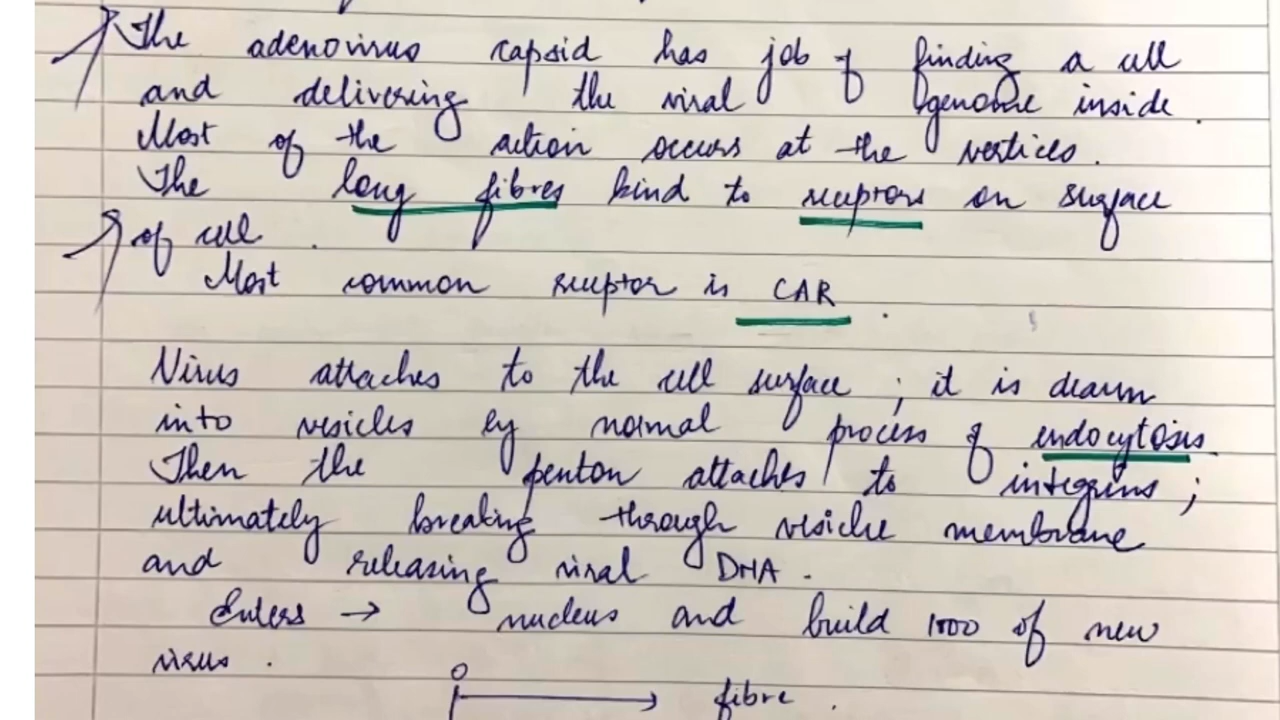 The adenovirus capsid has job of finding a cell
and delivering the viral genome inside.
Most of the action occurs at the vertices.
The long fibres bind to receptors on surface
of cell.
Most common receptor is CAR.
Virus attaches to the cell surface; it is drawn
into vesicles by normal process of endocytosis.
Then the penton attaches to integrins;
ultimately breaking through vesicle membrane
and releasing viral DNA.
Enters → nucleus and build 1000 of new
virus.
fibre.